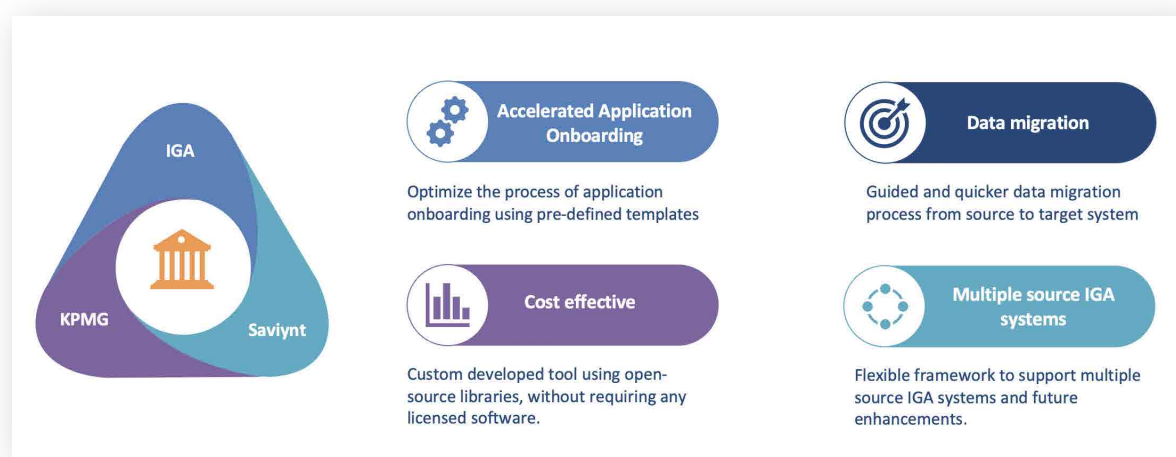 IGA
KPMG
Saviynt
Accelerated Application
Onboarding
Optimize the process of application
onboarding using pre-defined templates
Data migration
Guided and quicker data migration
process from source to target system
Cost effective
Custom developed tool using open-
source libraries, without requiring any
licensed software.
Multiple source IGA
systems
Flexible framework to support multiple
source IGA systems and future
enhancements.